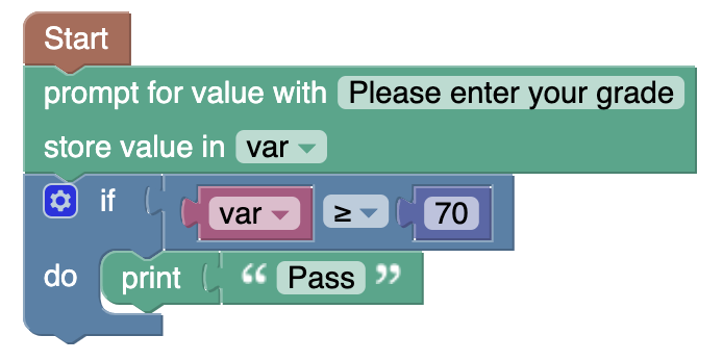 Start
prompt for value with Please enter your grade
store value in var
if var ≥ 70
do print “ Pass ”